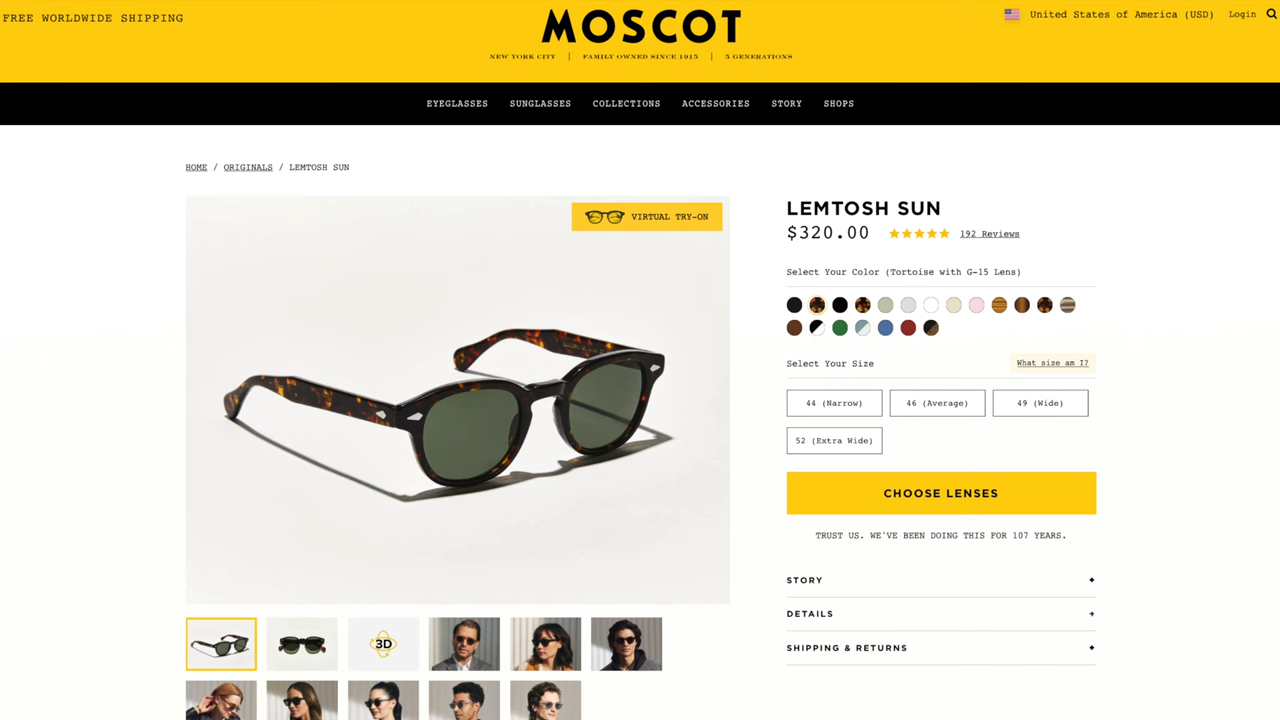 FREE WORLDWIDE SHIPPING
MOSCOT
United States of America (USD) Login
NEW YORK CITY | FAMILY OWNED SINCE 1915 | 5 GENERATIONS
EYEGLASSES SUNGLASSES COLLECTIONS ACCESSORIES STORY SHOPS
HOME / ORIGINALS / LEMTOSH SUN
VIRTUAL TRY-ON
LEMTOSH SUN
$320.00 192 Reviews
Select Your Color (Tortoise with G-15 Lens)
Select Your Size What size am I?
44 (Narrow) 46 (Average) 49 (Wide)
52 (Extra Wide)
CHOOSE LENSES
TRUST US. WE'VE BEEN DOING THIS FOR 107 YEARS.
STORY +
DETAILS +
SHIPPING & RETURNS +
3D